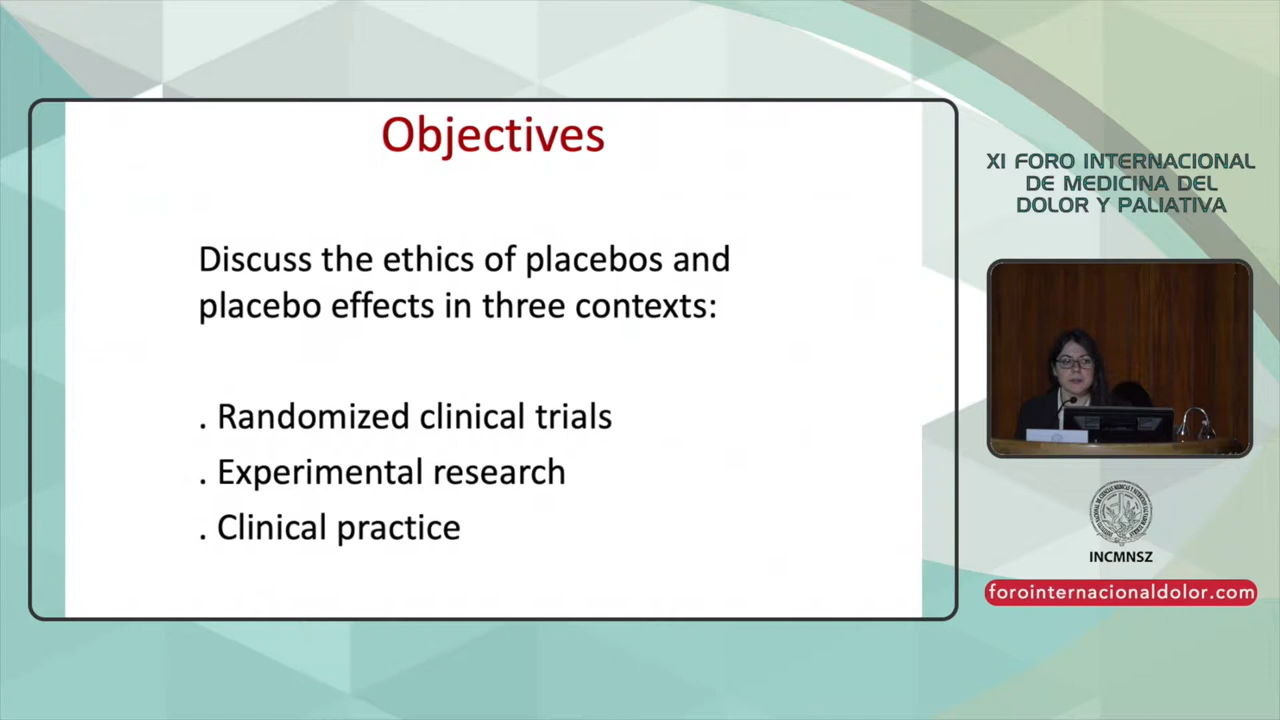 Objectives
Discuss the ethics of placebos and
placebo effects in three contexts:
. Randomized clinical trials
. Experimental research
. Clinical practice
XI FORO INTERNACIONAL
DE MEDICINA DEL
DOLOR Y PALIATIVA
INCMNSZ
forointernacionaldolor.com